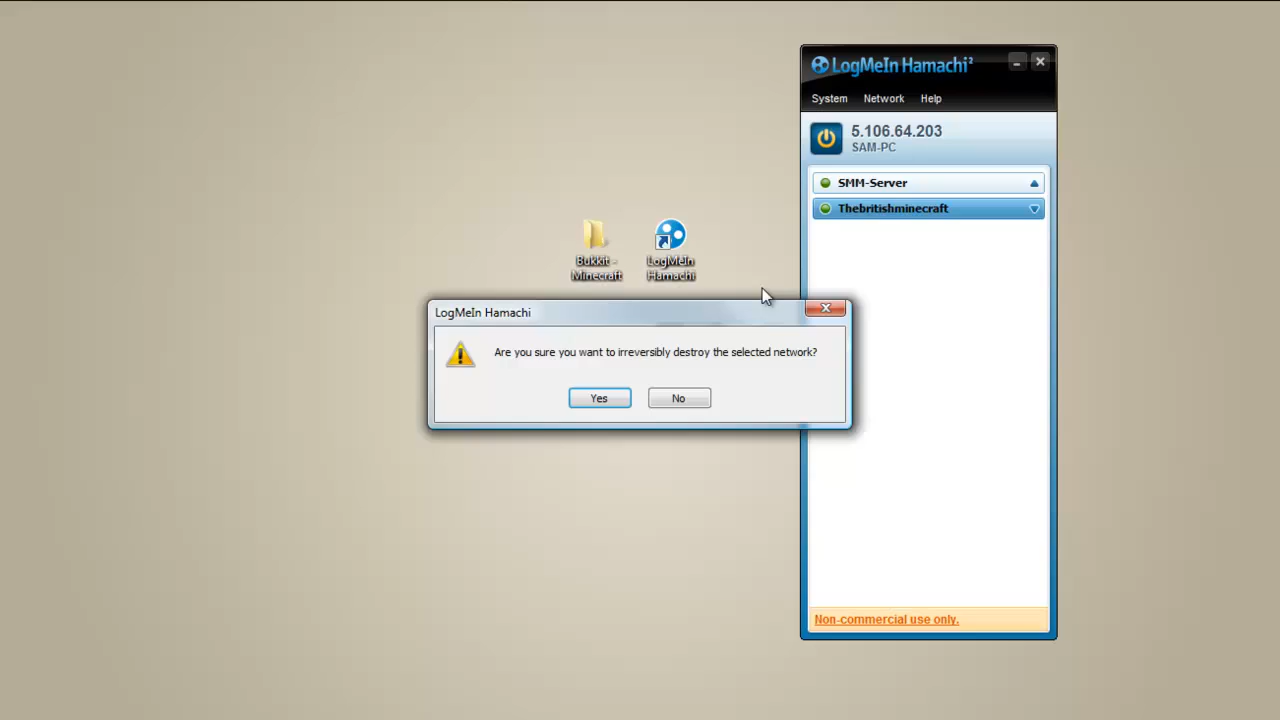 LogMeIn Hamachi²
System Network Help
5.106.64.203
SAM-PC
SMM-Server
Thebritishminecraft
Bukkit -
Minecraft
LogMeIn
Hamachi
LogMeIn Hamachi
Are you sure you want to irreversibly destroy the selected network?
Yes No
Non-commercial use only.